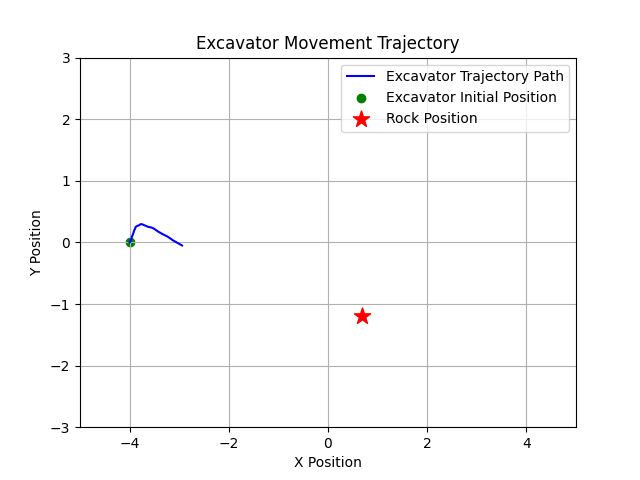 Excavator Movement Trajectory
Excavator Trajectory Path
Excavator Initial Position
Rock Position
3
2
1
0
−1
−2
−3
Y Position
−4
−2
0
2
4
X Position